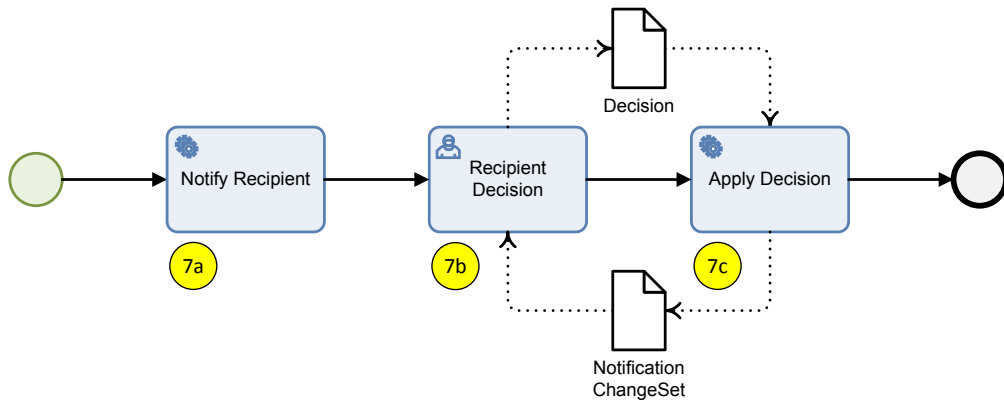 Decision
Notify Recipient
Recipient
Decision
Apply Decision
7a
7b
7c
Notification
ChangeSet